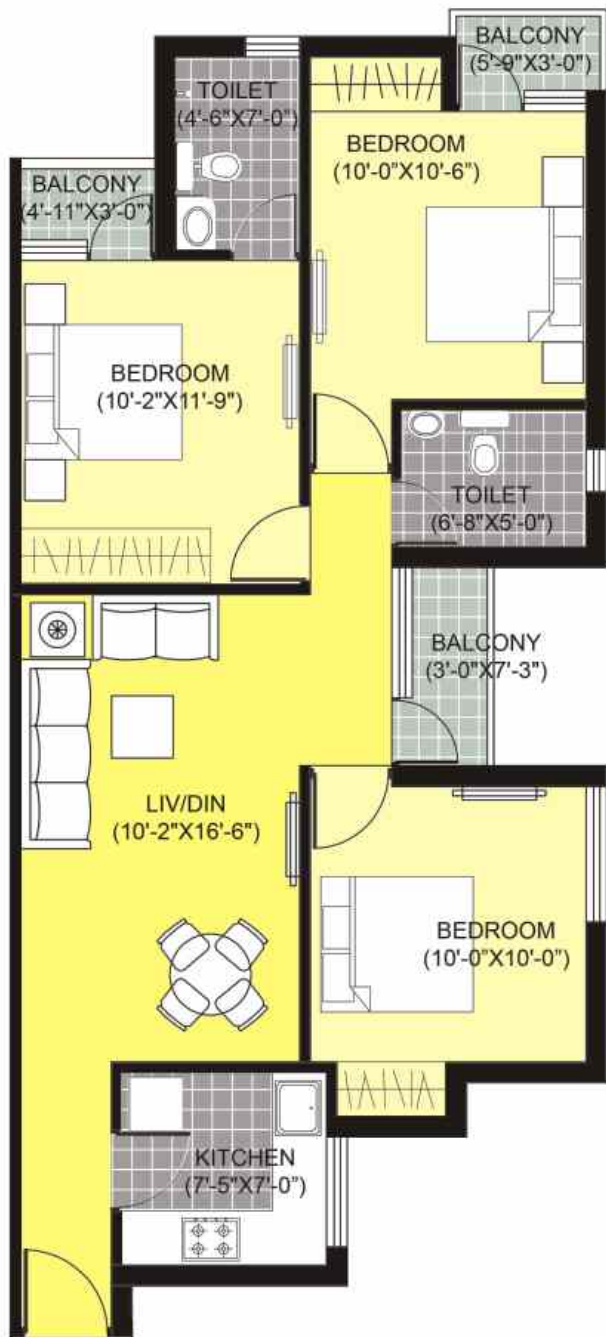 BALCONY
(5'-9"X3'-0")
TOILET
(4'-6"X7'-0")
BEDROOM
(10'-0"X10'-6")
BALCONY
(4'-11"X3'-0")
BEDROOM
(10'-2"X11'-9")
TOILET
(6'-8"X5'-0")
BALCONY
(3'-0"X7'-3")
LIV/DIN
(10'-2"X16'-6")
BEDROOM
(10'-0"X10'-0")
KITCHEN
(7'-5"X7'-0")